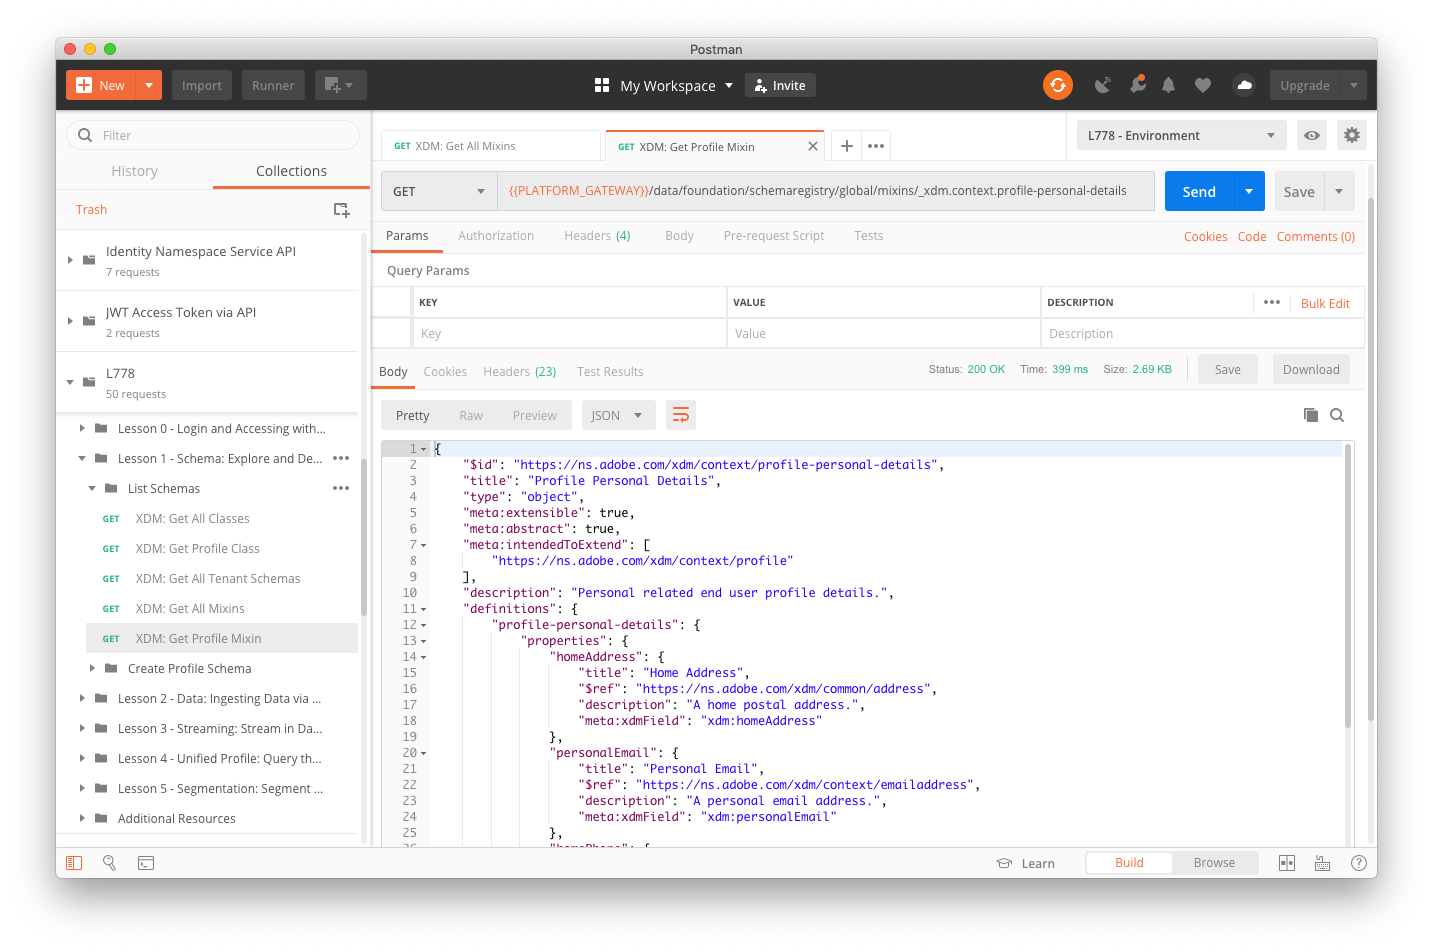 Postman
New
Import
Runner
My Workspace
Invite
Upgrade
Filter
History
Collections
Trash
Identity Namespace Service API
7 requests
JWT Access Token via API
2 requests
L778
50 requests
Lesson 0 - Login and Accessing with...
Lesson 1 - Schema: Explore and De...
List Schemas
GET XDM: Get All Classes
GET XDM: Get Profile Class
GET XDM: Get All Tenant Schemas
GET XDM: Get All Mixins
GET XDM: Get Profile Mixin
Create Profile Schema
Lesson 2 - Data: Ingesting Data via ...
Lesson 3 - Streaming: Stream in Da...
Lesson 4 - Unified Profile: Query th...
Lesson 5 - Segmentation: Segment ...
Additional Resources
GET XDM: Get All Mixins
GET XDM: Get Profile Mixin
L778 - Environment
GET
{{PLATFORM_GATEWAY}}/data/foundation/schemaregistry/global/mixins/_xdm.context.profile-personal-details
Send
Save
Params Authorization Headers (4) Body Pre-request Script Tests
Cookies Code Comments (0)
Query Params
KEY VALUE DESCRIPTION Bulk Edit
Key Value Description
Body Cookies Headers (23) Test Results
Status: 200 OK Time: 399 ms Size: 2.69 KB
Save
Download
Pretty Raw Preview
JSON
1 {
2 "$id": "https://ns.adobe.com/xdm/context/profile-personal-details",
3 "title": "Profile Personal Details",
4 "type": "object",
5 "meta:extensible": true,
6 "meta:abstract": true,
7 "meta:intendedToExtend": [
8 "https://ns.adobe.com/xdm/context/profile"
9 ],
10 "description": "Personal related end user profile details.",
11 "definitions": {
12 "profile-personal-details": {
13 "properties": {
14 "homeAddress": {
15 "title": "Home Address",
16 "$ref": "https://ns.adobe.com/xdm/common/address",
17 "description": "A home postal address.",
18 "meta:xdmField": "xdm:homeAddress"
19 },
20 "personalEmail": {
21 "title": "Personal Email",
22 "$ref": "https://ns.adobe.com/xdm/context/emailaddress",
23 "description": "A personal email address.",
24 "meta:xdmField": "xdm:personalEmail"
25 },
26 "homePhone": {
Learn
Build
Browse